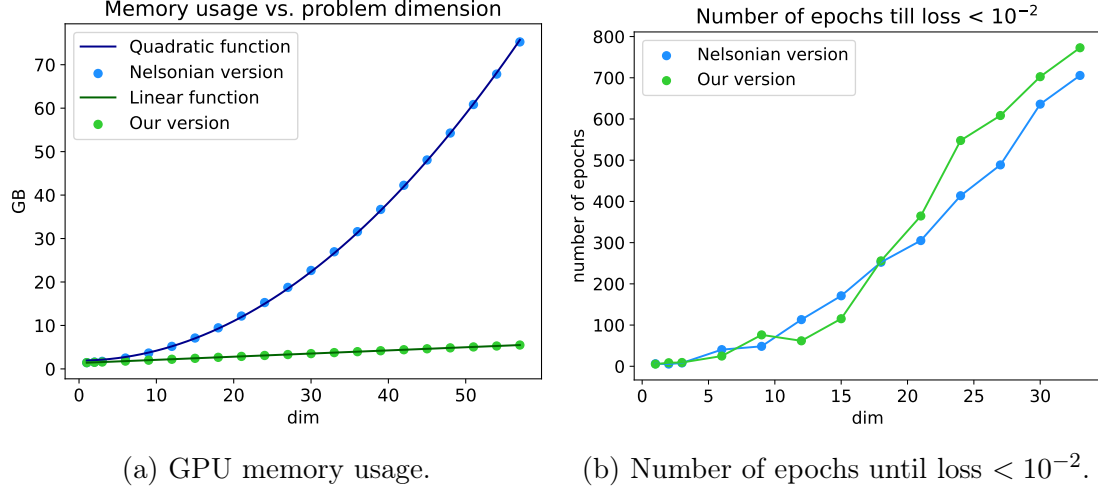 Memory usage vs. problem dimension
Quadratic function
Nelsonian version
Linear function
Our version
70
60
50
40
30
20
10
0
GB
0 10 20 30 40 50
dim
(a) GPU memory usage.
Number of epochs till loss < 10⁻²
Nelsonian version
Our version
800
700
600
500
400
300
200
100
0
number of epochs
0 5 10 15 20 25 30
dim
(b) Number of epochs until loss < 10⁻².